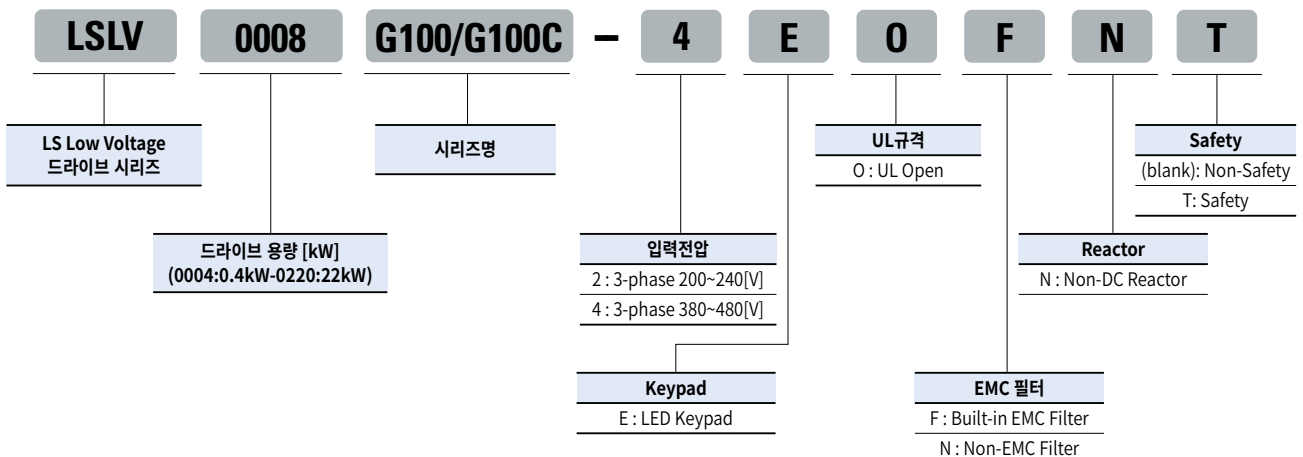 LSLV 0008 G100/G100C - 4 E O F N T
LS Low Voltage
드라이브 시리즈
드라이브 용량 [kW]
(0004:0.4kW-0220:22kW)
시리즈명
입력전압
2 : 3-phase 200~240[V]
4 : 3-phase 380~480[V]
Keypad
E : LED Keypad
UL규격
O : UL Open
EMC 필터
F : Built-in EMC Filter
N : Non-EMC Filter
Reactor
N : Non-DC Reactor
Safety
(blank): Non-Safety
T: Safety